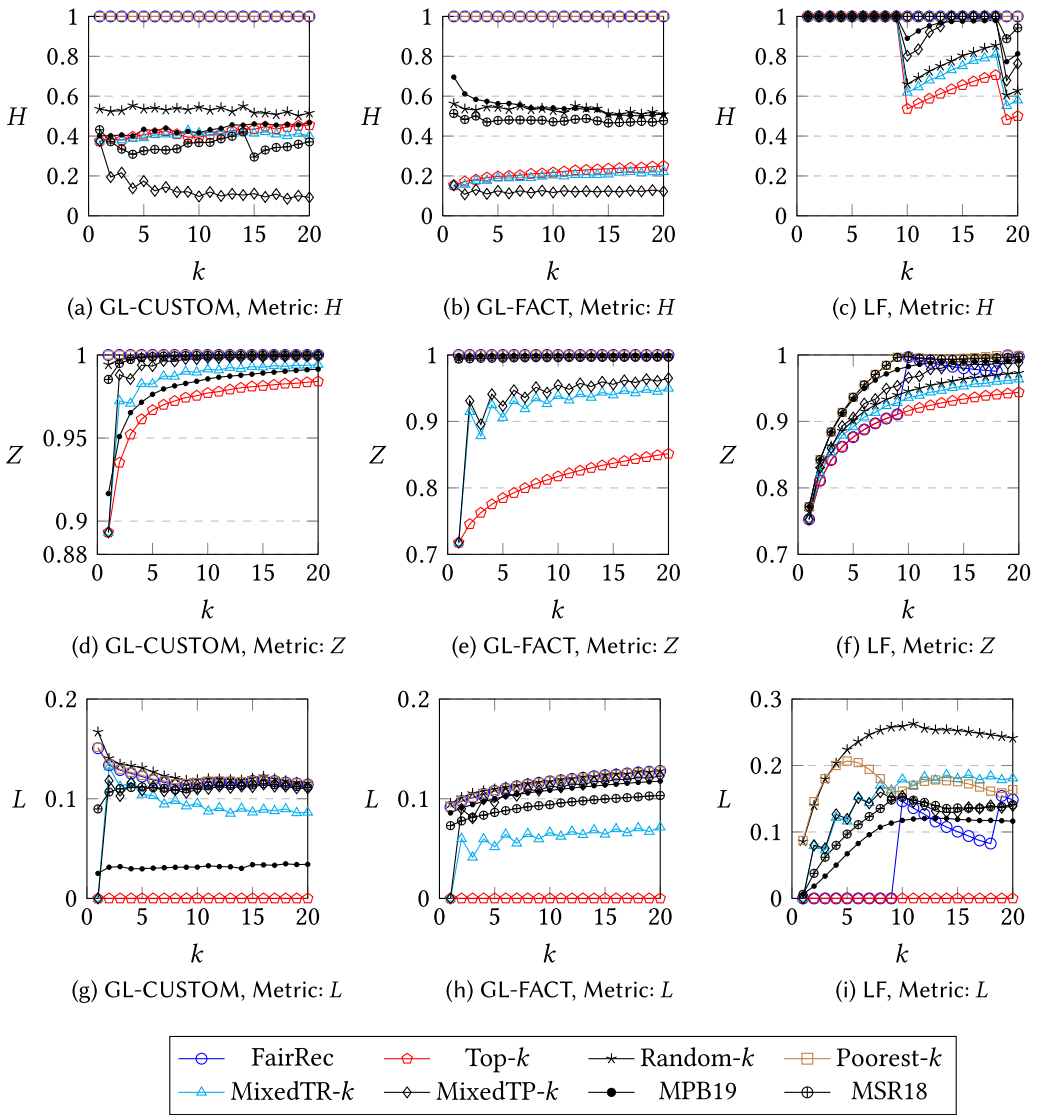 1
0.8
0.6
H
0.4
0.2
0
0 5 10 15 20
k
(a) GL-CUSTOM, Metric: H
1
0.8
0.6
H
0.4
0.2
0
0 5 10 15 20
k
(b) GL-FACT, Metric: H
1
0.8
0.6
H
0.4
0.2
0
0 5 10 15 20
k
(c) LF, Metric: H
1
0.95
Z
0.9
0.88
0 5 10 15 20
k
(d) GL-CUSTOM, Metric: Z
1
0.9
Z
0.8
0.7
0 5 10 15 20
k
(e) GL-FACT, Metric: Z
1
0.9
Z
0.8
0.7
0 5 10 15 20
k
(f) LF, Metric: Z
0.2
L
0.1
0
0 5 10 15 20
k
(g) GL-CUSTOM, Metric: L
0.2
L
0.1
0
0 5 10 15 20
k
(h) GL-FACT, Metric: L
0.3
0.2
L
0.1
0
0 5 10 15 20
k
(i) LF, Metric: L
FairRec Top-k Random-k Poorest-k
MixedTR-k MixedTP-k MPB19 MSR18